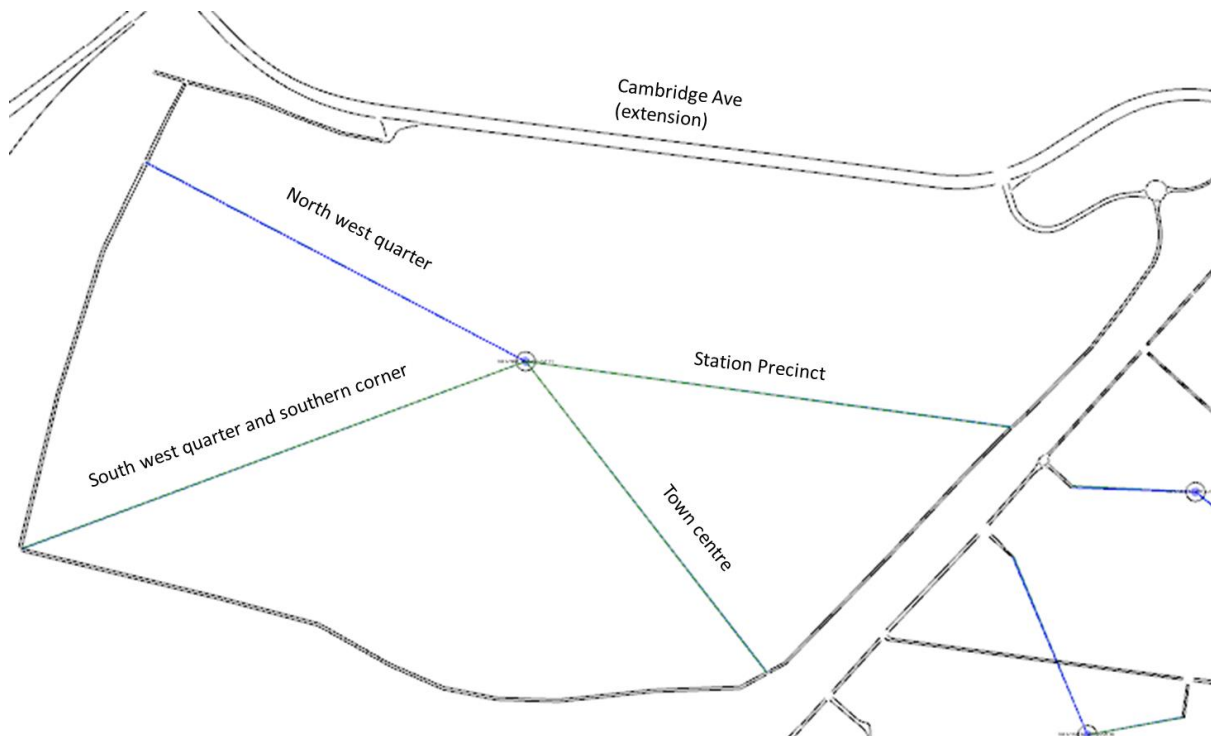 Cambridge Ave
(extension)
North west quarter
Station Precinct
South west quarter and southern corner
Town centre